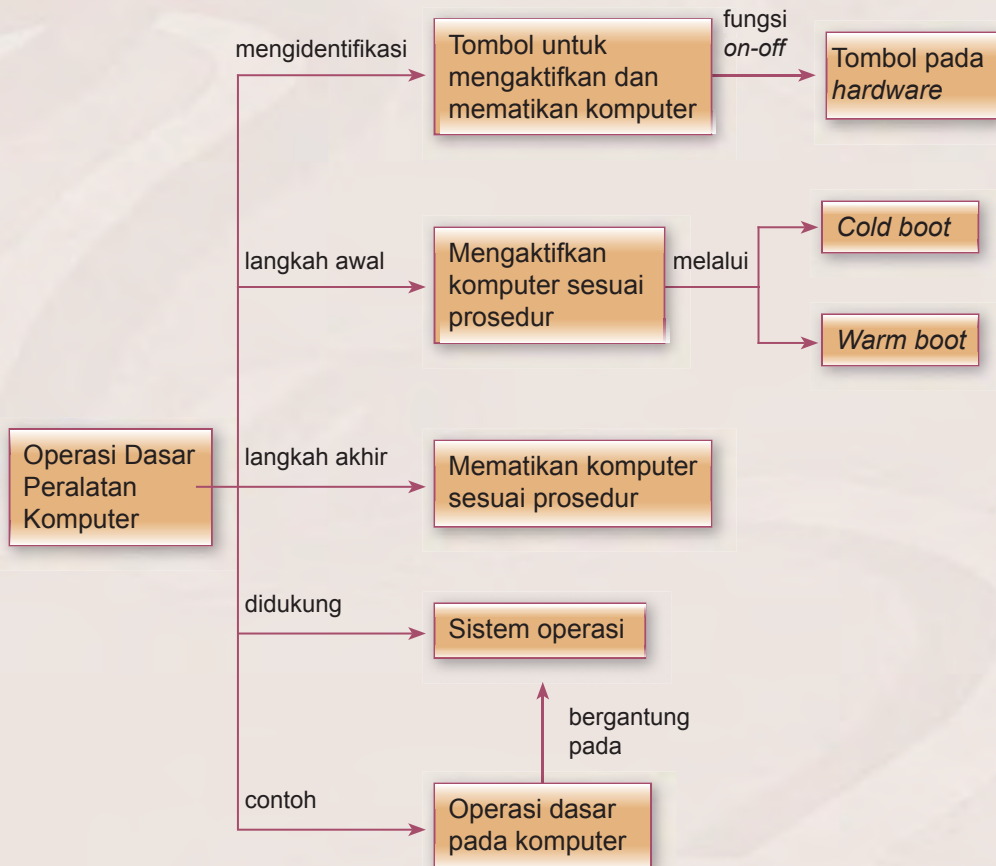 mengidentifikasi
Tombol untuk
mengaktifkan dan
mematikan komputer
fungsi
on-off
Tombol pada
hardware
langkah awal
Mengaktifkan
komputer sesuai
prosedur
melalui
Cold boot
Warm boot
Operasi Dasar
Peralatan
Komputer
langkah akhir
Mematikan komputer
sesuai prosedur
didukung
Sistem operasi
bergantung
pada
contoh
Operasi dasar
pada komputer